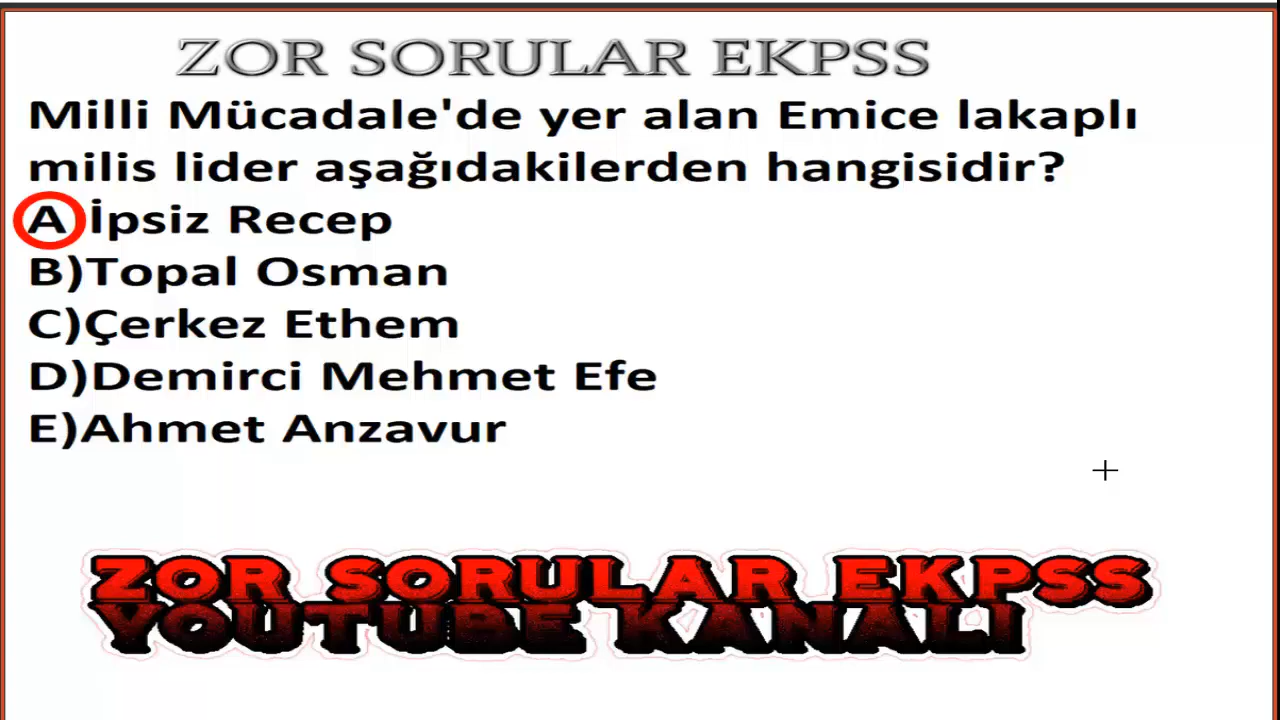 ZOR SORULAR EKPSS
Milli Mücadale'de yer alan Emice lakaplı
milis lider aşağıdakilerden hangisidir?
A İpsiz Recep
B)Topal Osman
C)Çerkez Ethem
D)Demirci Mehmet Efe
E)Ahmet Anzavur
ZOR SORULAR EKPSS
YOUTUBE KANALI